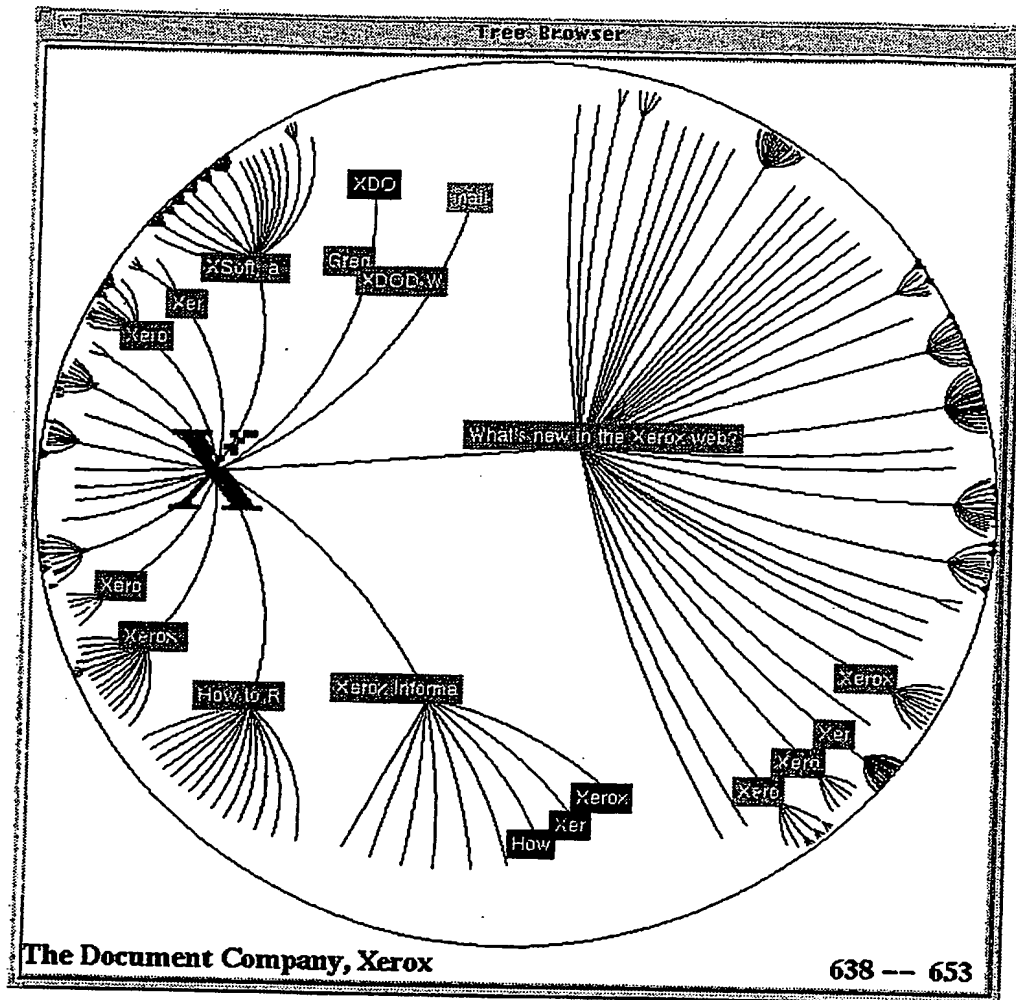 Tree Browser
XDO
mail
XSoft, a
Gren
XDOD-W
Xer
Xero
What's new in the Xerox web?
X
Xero
Xerox
How to R
Xerox Informa
Xerox
Xer
Xero
Xero
Xerox
Xer
How
The Document Company, Xerox
638 -- 653